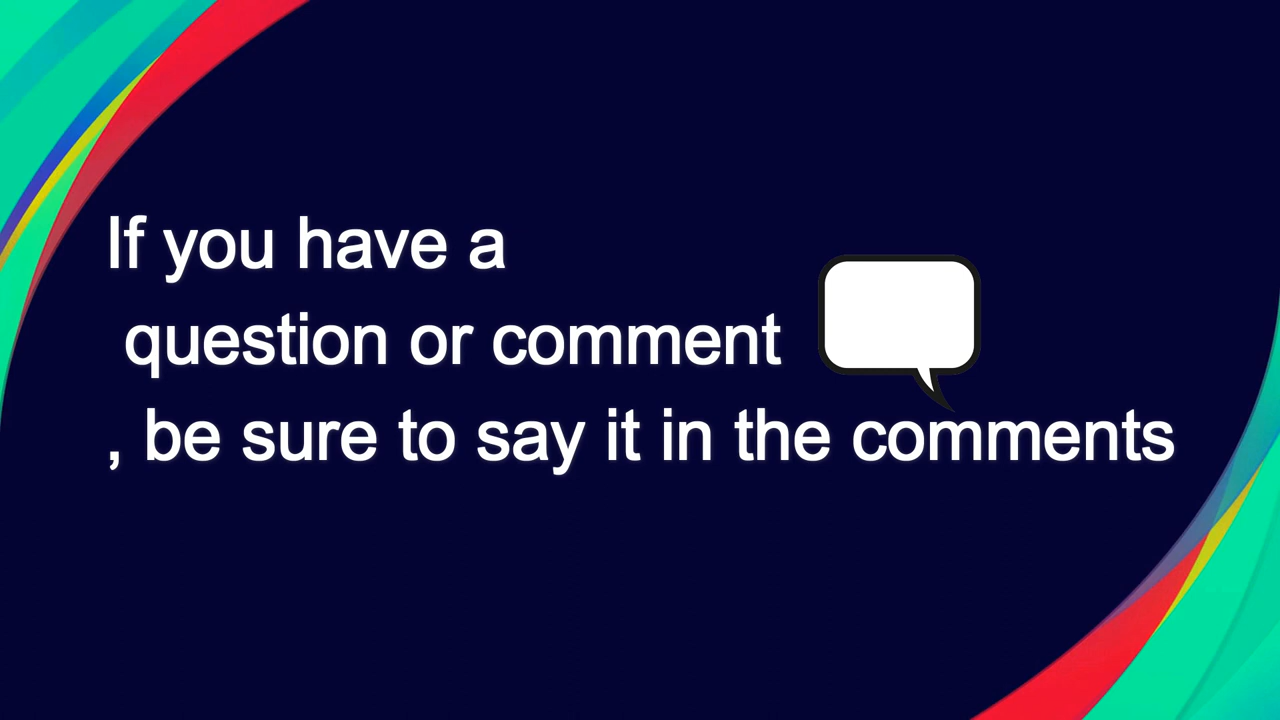 If you have a
question or comment
, be sure to say it in the comments